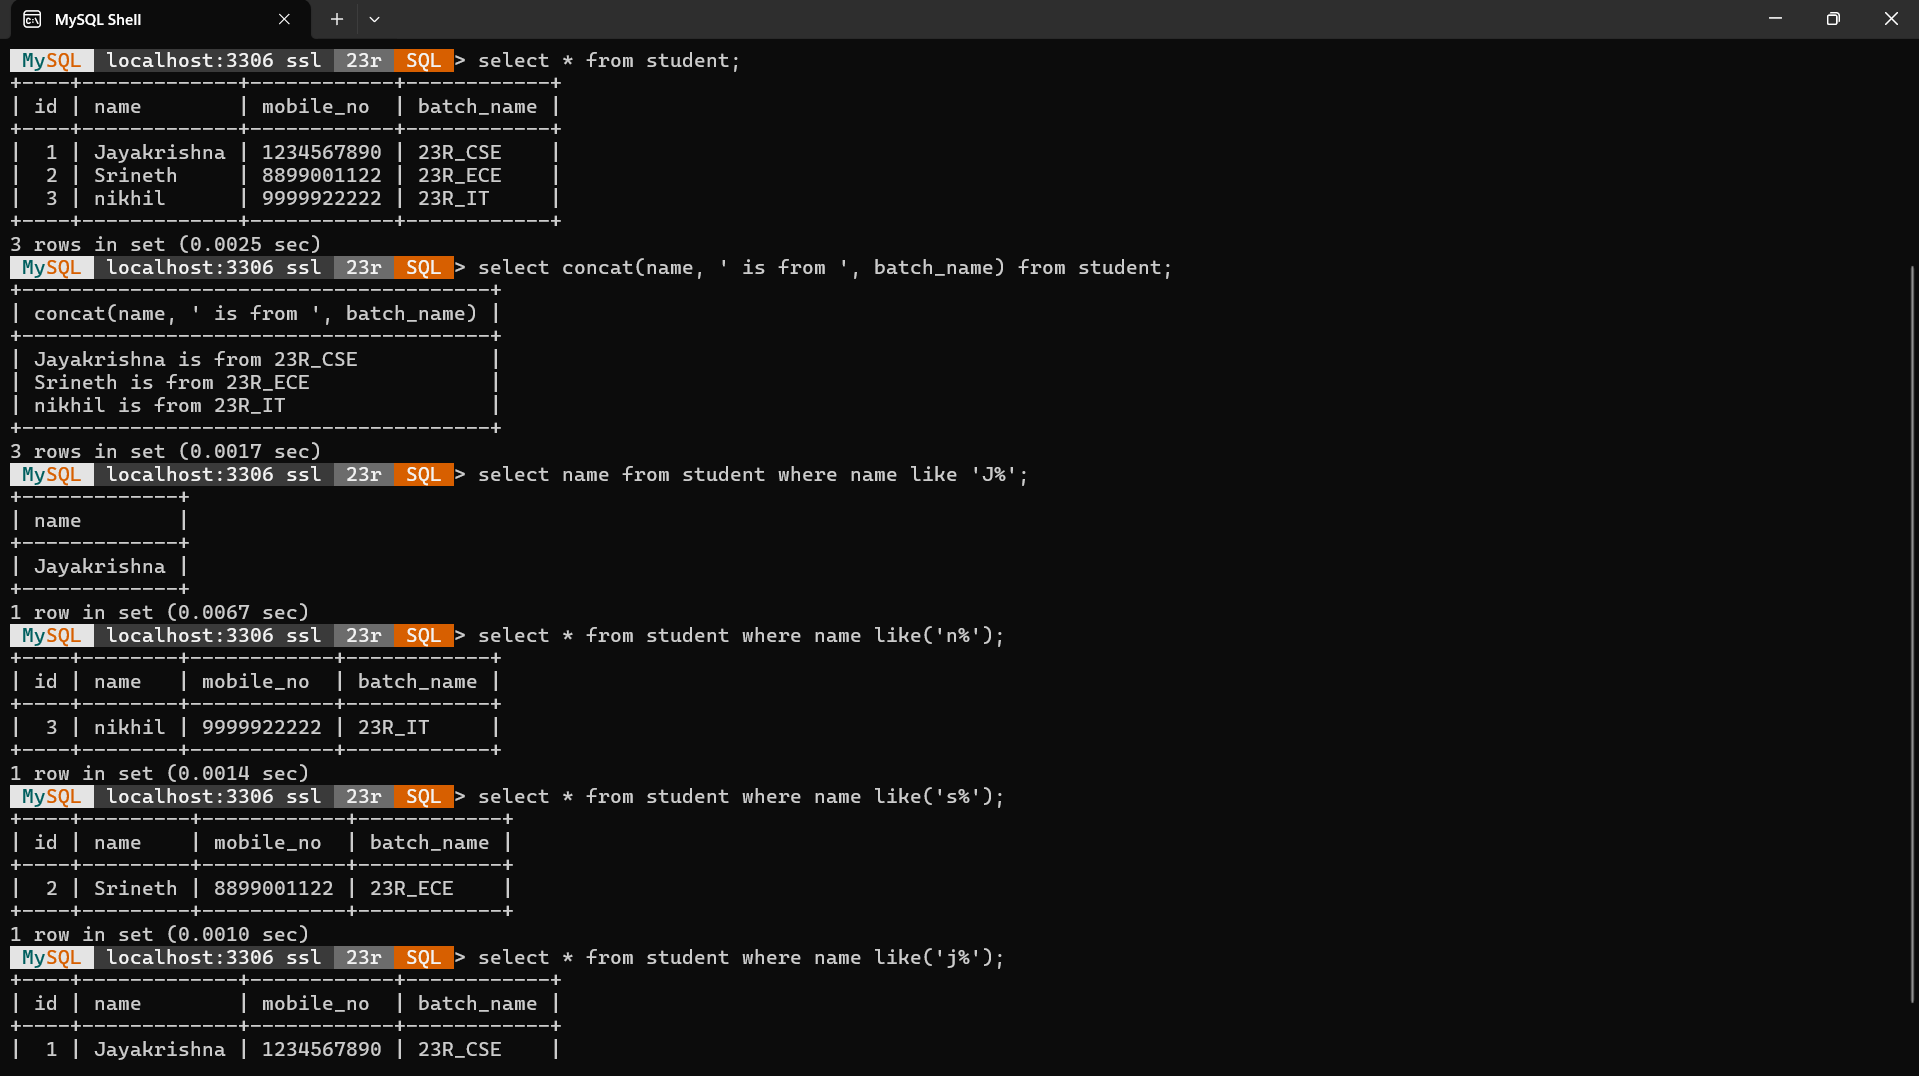 MySQL Shell
MySQL localhost:3306 ssl 23r SQL > select * from student;
+----+-------------+------------+------------+
| id | name        | mobile_no  | batch_name |
+----+-------------+------------+------------+
|  1 | Jayakrishna | 1234567890 | 23R_CSE    |
|  2 | Srineth     | 8899001122 | 23R_ECE    |
|  3 | nikhil      | 9999922222 | 23R_IT     |
+----+-------------+------------+------------+
3 rows in set (0.0025 sec)
MySQL localhost:3306 ssl 23r SQL > select concat(name, ' is from ', batch_name) from student;
+---------------------------------------+
| concat(name, ' is from ', batch_name) |
+---------------------------------------+
| Jayakrishna is from 23R_CSE           |
| Srineth is from 23R_ECE               |
| nikhil is from 23R_IT                 |
+---------------------------------------+
3 rows in set (0.0017 sec)
MySQL localhost:3306 ssl 23r SQL > select name from student where name like 'J%';
+-------------+
| name        |
+-------------+
| Jayakrishna |
+-------------+
1 row in set (0.0067 sec)
MySQL localhost:3306 ssl 23r SQL > select * from student where name like('n%');
+----+--------+------------+------------+
| id | name   | mobile_no  | batch_name |
+----+--------+------------+------------+
|  3 | nikhil | 9999922222 | 23R_IT     |
+----+--------+------------+------------+
1 row in set (0.0014 sec)
MySQL localhost:3306 ssl 23r SQL > select * from student where name like('s%');
+----+---------+------------+------------+
| id | name    | mobile_no  | batch_name |
+----+---------+------------+------------+
|  2 | Srineth | 8899001122 | 23R_ECE    |
+----+---------+------------+------------+
1 row in set (0.0010 sec)
MySQL localhost:3306 ssl 23r SQL > select * from student where name like('j%');
+----+-------------+------------+------------+
| id | name        | mobile_no  | batch_name |
+----+-------------+------------+------------+
|  1 | Jayakrishna | 1234567890 | 23R_CSE    |